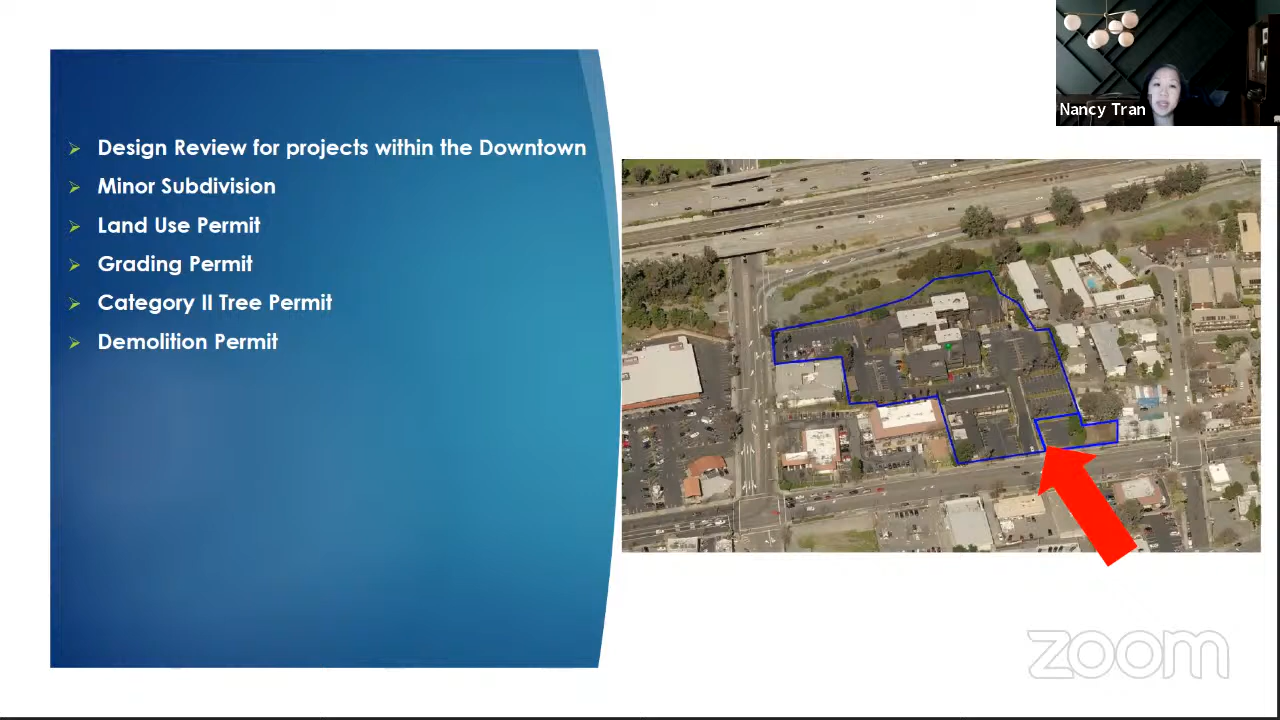 Nancy Tran
Design Review for projects within the Downtown
Minor Subdivision
Land Use Permit
Grading Permit
Category II Tree Permit
Demolition Permit
zoom